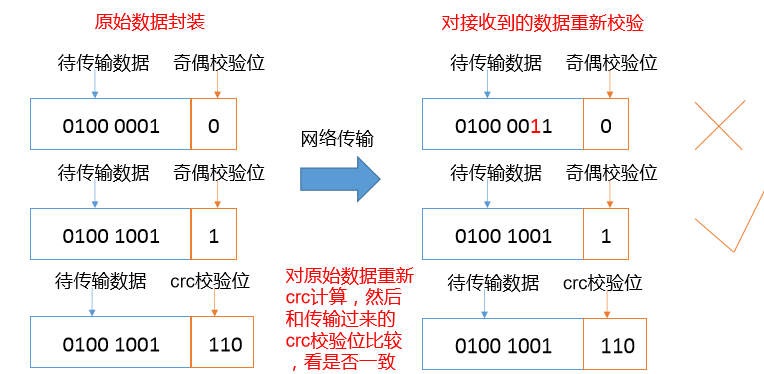 原始数据封装
对接收到的数据重新校验
待传输数据 奇偶校验位
待传输数据 奇偶校验位
0100 0001 0
网络传输
0100 0011 0
待传输数据 奇偶校验位
待传输数据 奇偶校验位
0100 1001 1
0100 1001 1
待传输数据 crc校验位
对原始数据重新
crc计算，然后
和传输过来的
crc校验位比较
，看是否一致
待传输数据 crc校验位
0100 1001 110
0100 1001 110